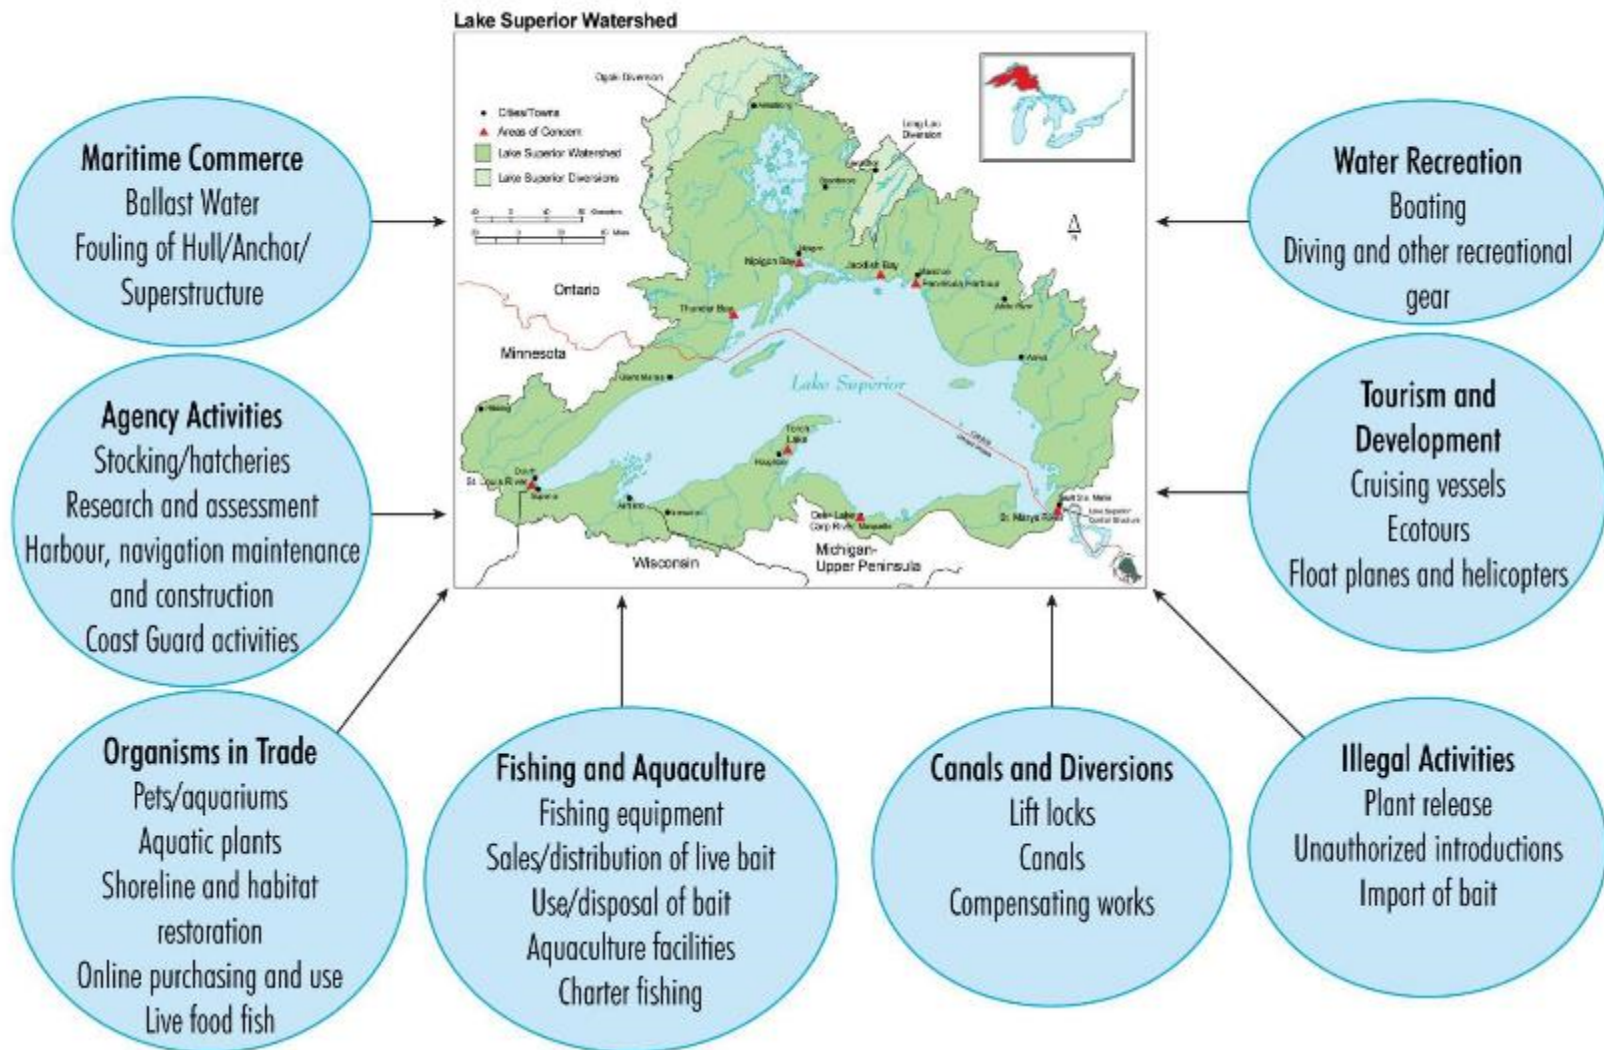 Lake Superior Watershed
Ogoki Diversion
Armstrong
Cities/Towns
Areas of Concern
Lake Superior Watershed
Lake Superior Diversions
Long Lac
Diversion
Nipigon Bay
Jackfish Bay
Peninsula Harbour
Thunder Bay
Ontario
White River
Minnesota
Wawa
Lake Superior
Torch
Lake
Houghton
Duluth
St. Louis River
Superior
Ashland
Deer Lake
Carp River
Marquette
Sault Ste. Marie
St. Marys River
Lake Superior
Control Structure
Wisconsin
Michigan-
Upper Peninsula
Maritime Commerce
Ballast Water
Fouling of Hull/Anchor/
Superstructure
Agency Activities
Stocking/hatcheries
Research and assessment
Harbour, navigation maintenance
and construction
Coast Guard activities
Organisms in Trade
Pets/aquariums
Aquatic plants
Shoreline and habitat
restoration
Online purchasing and use
Live food fish
Fishing and Aquaculture
Fishing equipment
Sales/distribution of live bait
Use/disposal of bait
Aquaculture facilities
Charter fishing
Canals and Diversions
Lift locks
Canals
Compensating works
Illegal Activities
Plant release
Unauthorized introductions
Import of bait
Tourism and
Development
Cruising vessels
Ecotours
Float planes and helicopters
Water Recreation
Boating
Diving and other recreational
gear